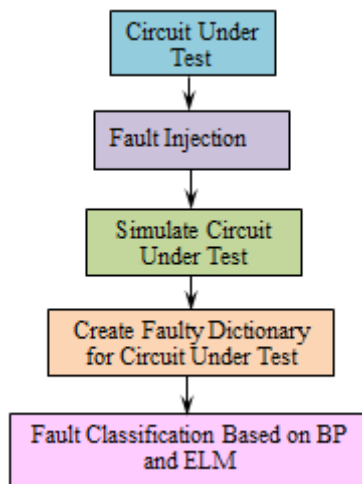 Circuit Under
Test
Fault Injection
Simulate Circuit
Under Test
Create Faulty Dictionary
for Circuit Under Test
Fault Classification Based on BP
and ELM